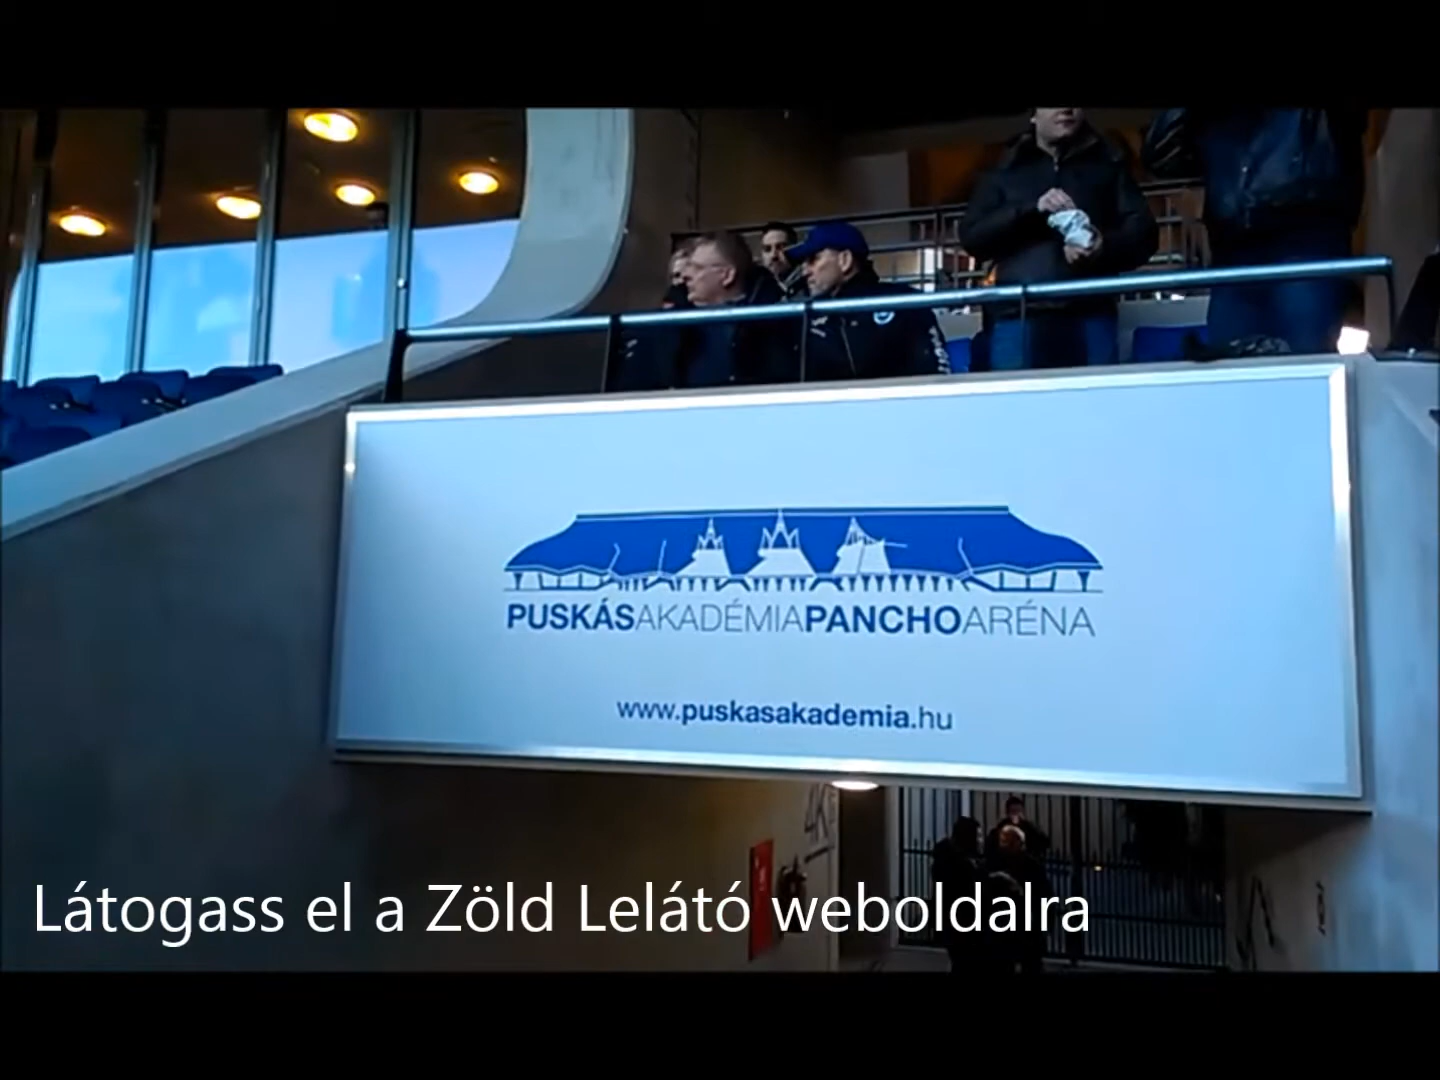 PUSKÁSAKADÉMIAPANCHOARÉNA
www.puskasakademia.hu
Látogass el a Zöld Lelátó weboldalra